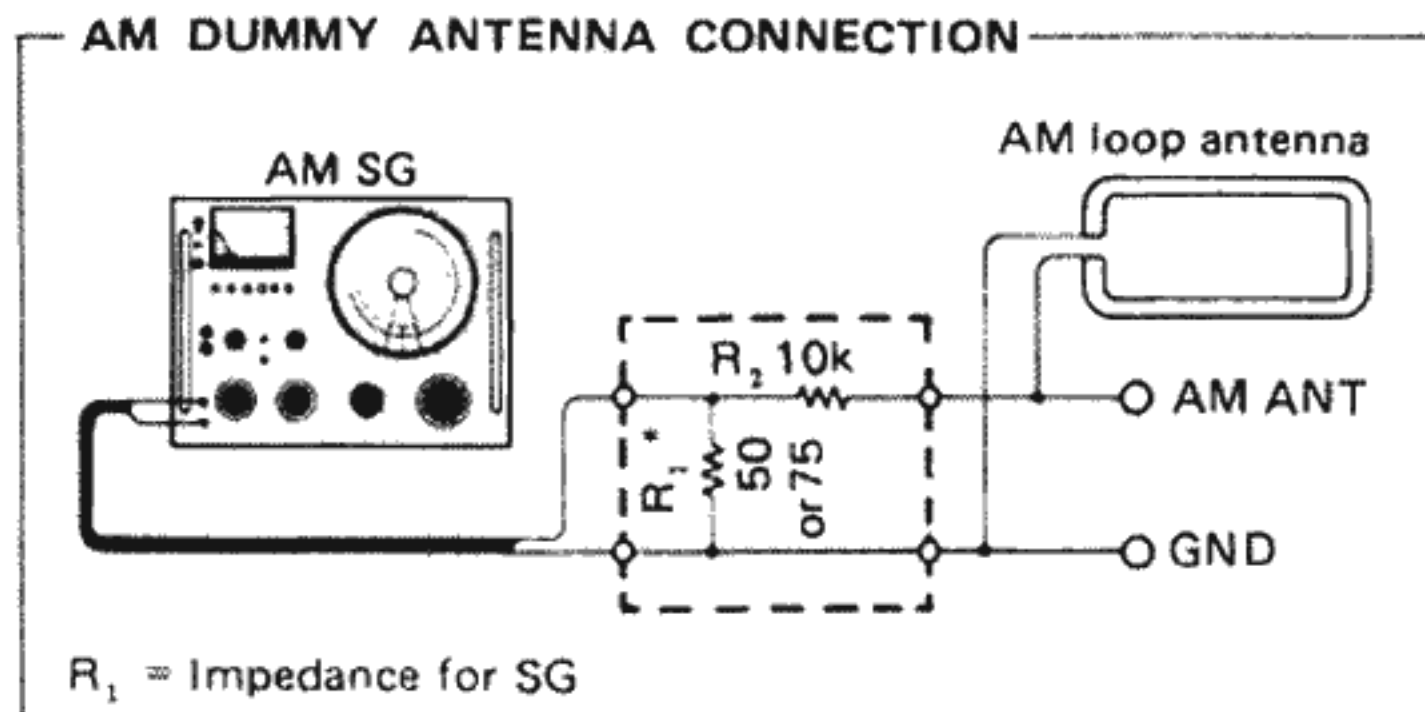 AM DUMMY ANTENNA CONNECTION
AM loop antenna
AM SG
R₂ 10k
AM ANT
R₁ *
50
or 75
GND
R₁ = Impedance for SG